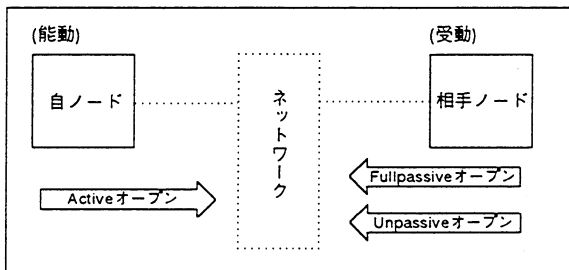 (能動)
(受動)
自ノード
ネットワーク
相手ノード
Activeオープン
Fullpassiveオープン
Unpassiveオープン